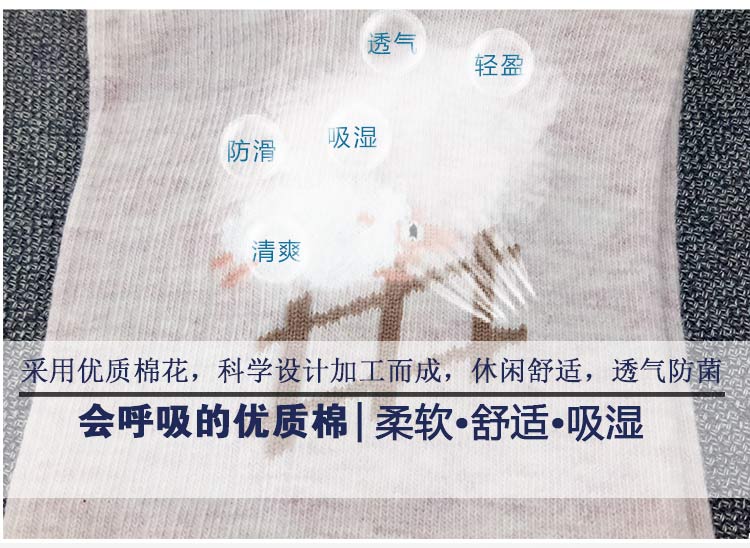 透气
轻盈
防滑
吸湿
清爽
采用优质棉花，科学设计加工而成，休闲舒适，透气防菌
会呼吸的优质棉|柔软•舒适•吸湿